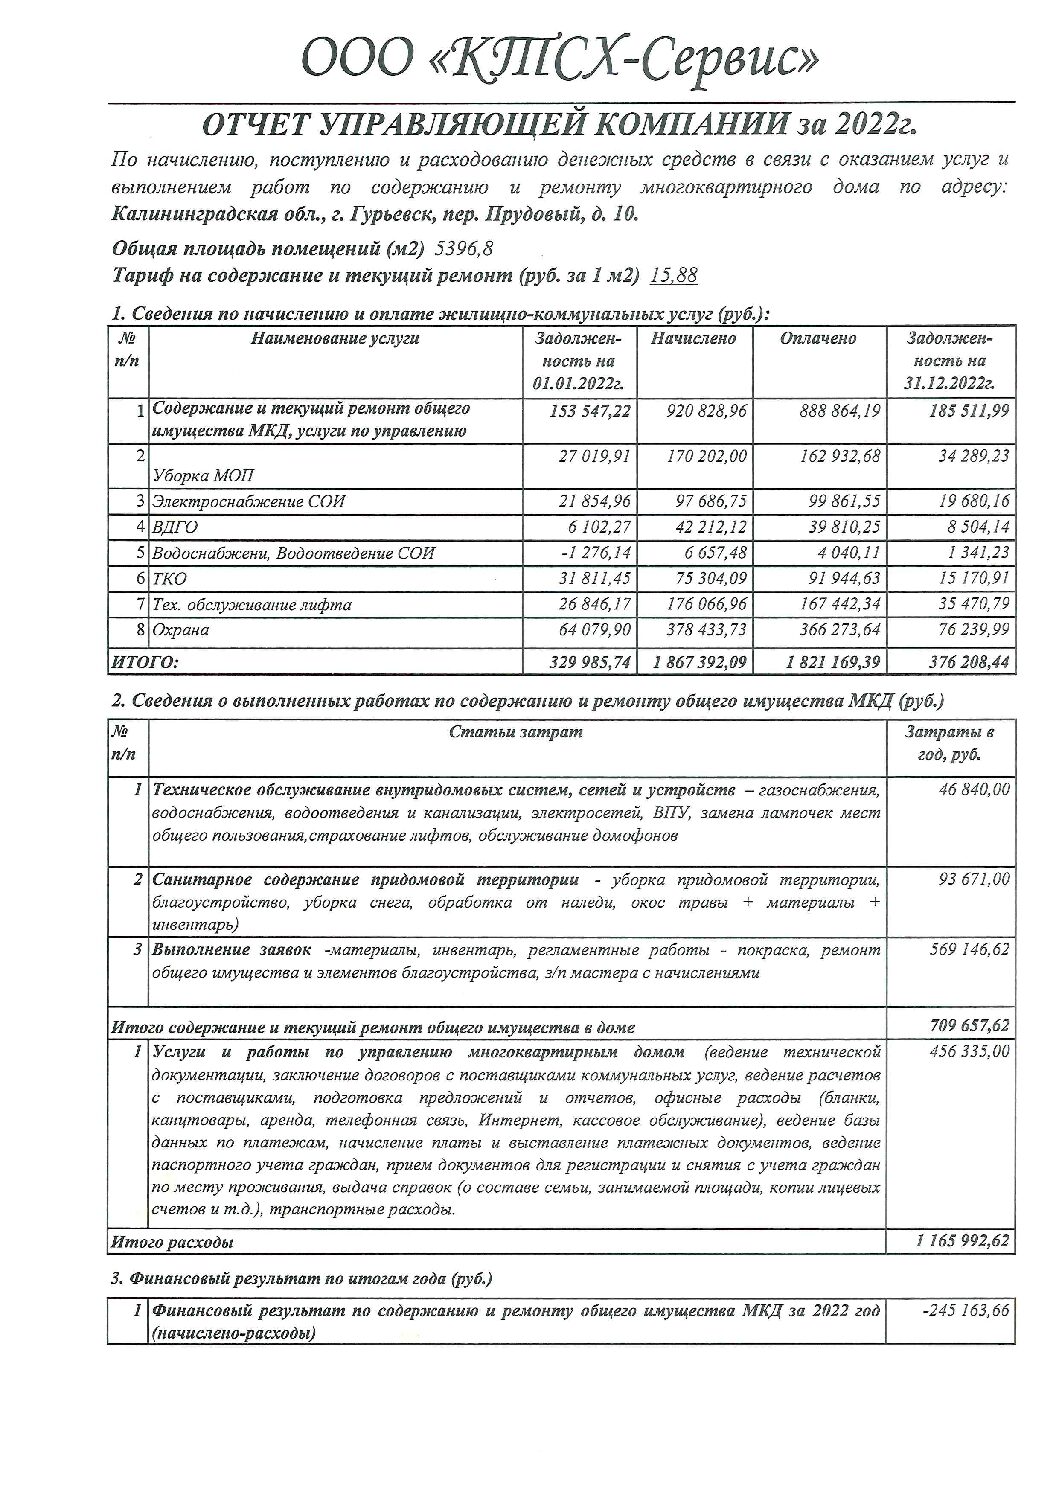 ООО «КТСХ-Сервис»
ОТЧЕТ УПРАВЛЯЮЩЕЙ КОМПАНИИ за 2022г.
По начислению, поступлению и расходованию денежных средств в связи с оказанием услуг и
выполнением работ по содержанию и ремонту многоквартирного дома по адресу:
Калининградская обл., г. Гурьевск, пер. Прудовый, д. 10.
Общая площадь помещений (м2) 5396,8
Тариф на содержание и текущий ремонт (руб. за 1 м2) 15,88
1. Сведения по начислению и оплате жилищно-коммунальных услуг (руб.):
№ Наименование услуги Задолжен- Начислено Оплачено Задолжен-
п/п ность на ность на
01.01.2022г. 31.12.2022г.
1 Содержание и текущий ремонт общего 153 547,22 920 828,96 888 864,19 185 511,99
имущества МКД, услуги по управлению
2 27 019,91 170 202,00 162 932,68 34 289,23
Уборка МОП
3 Электроснабжение СОИ 21 854,96 97 686,75 99 861,55 19 680,16
4 ВДГО 6 102,27 42 212,12 39 810,25 8 504,14
5 Водоснабжени, Водоотведение СОИ -1 276,14 6 657,48 4 040,11 1 341,23
6 ТКО 31 811,45 75 304,09 91 944,63 15 170,91
7 Тех. обслуживание лифта 26 846,17 176 066,96 167 442,34 35 470,79
8 Охрана 64 079,90 378 433,73 366 273,64 76 239,99
ИТОГО: 329 985,74 1 867 392,09 1 821 169,39 376 208,44
2. Сведения о выполненных работах по содержанию и ремонту общего имущества МКД (руб.)
№ Статьи затрат Затраты в
п/п год, руб.
1 Техническое обслуживание внутридомовых систем, сетей и устройств – газоснабжения, 46 840,00
водоснабжения, водоотведения и канализации, электросетей, ВПУ, замена лампочек мест
общего пользования,страхование лифтов, обслуживание домофонов
2 Санитарное содержание придомовой территории - уборка придомовой территории, 93 671,00
благоустройство, уборка снега, обработка от наледи, окос травы + материалы +
инвентарь)
3 Выполнение заявок -материалы, инвентарь, регламентные работы - покраска, ремонт 569 146,62
общего имущества и элементов благоустройства, з/п мастера с начислениями
Итого содержание и текущий ремонт общего имущества в доме 709 657,62
1 Услуги и работы по управлению многоквартирным домом (ведение технической 456 335,00
документации, заключение договоров с поставщиками коммунальных услуг, ведение расчетов
с поставщиками, подготовка предложений и отчетов, офисные расходы (бланки,
канцтовары, аренда, телефонная связь, Интернет, кассовое обслуживание), ведение базы
данных по платежам, начисление платы и выставление платежных документов, ведение
паспортного учета граждан, прием документов для регистрации и снятия с учета граждан
по месту проживания, выдача справок (о составе семьи, занимаемой площади, копии лицевых
счетов и т.д.), транспортные расходы.
Итого расходы 1 165 992,62
3. Финансовый результат по итогам года (руб.)
1 Финансовый результат по содержанию и ремонту общего имущества МКД за 2022 год -245 163,66
(начислено-расходы)